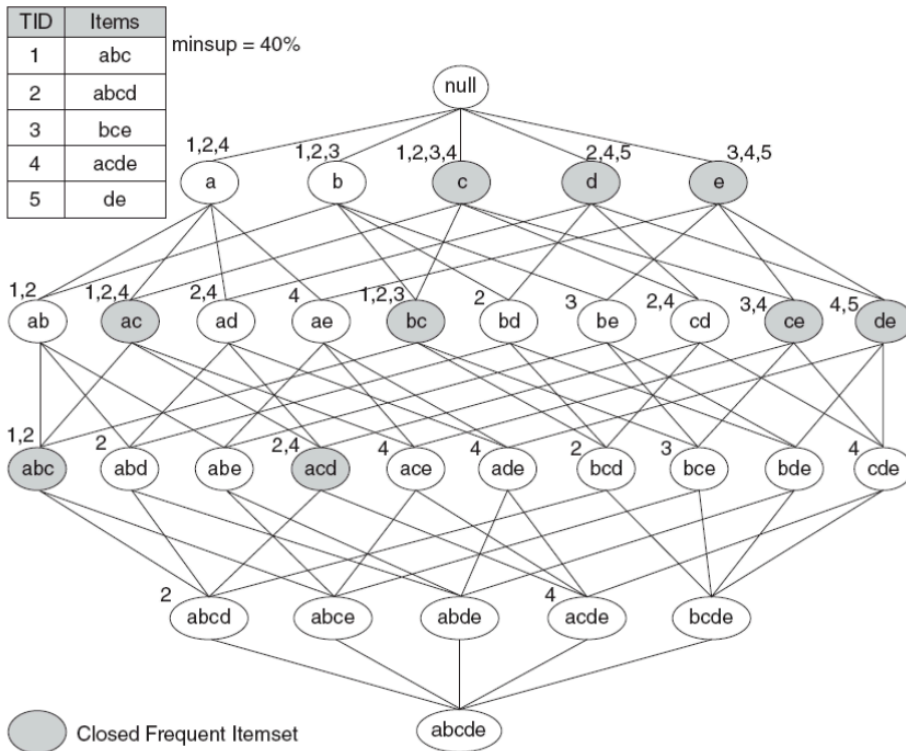 TID Items
1 abc
2 abcd
3 bce
4 acde
5 de
minsup = 40%
null
1,2,4 1,2,3 1,2,3,4 2,4,5 3,4,5
a b c d e
1,2 1,2,4 2,4 4 1,2,3 2 3 2,4 3,4 4,5
ab ac ad ae bc bd be cd ce de
1,2 2 2,4 4 4 2 3 4
abc abd abe acd ace ade bcd bce bde cde
2 4
abcd abce abde acde bcde
abcde
Closed Frequent Itemset